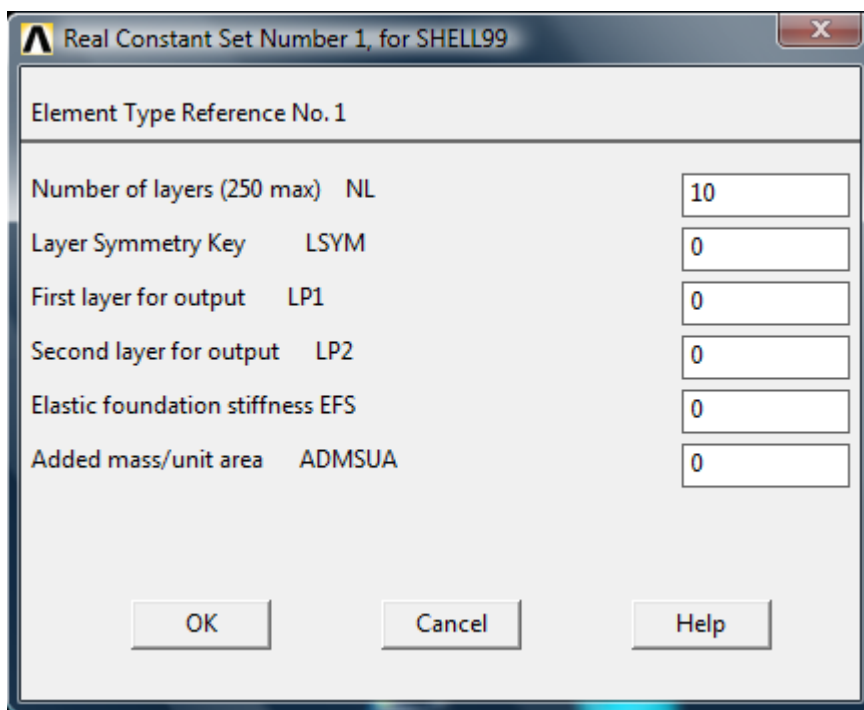 Real Constant Set Number 1, for SHELL99
Element Type Reference No. 1
Number of layers (250 max) NL 10
Layer Symmetry Key LSYM 0
First layer for output LP1 0
Second layer for output LP2 0
Elastic foundation stiffness EFS 0
Added mass/unit area ADMSUA 0
OK Cancel Help